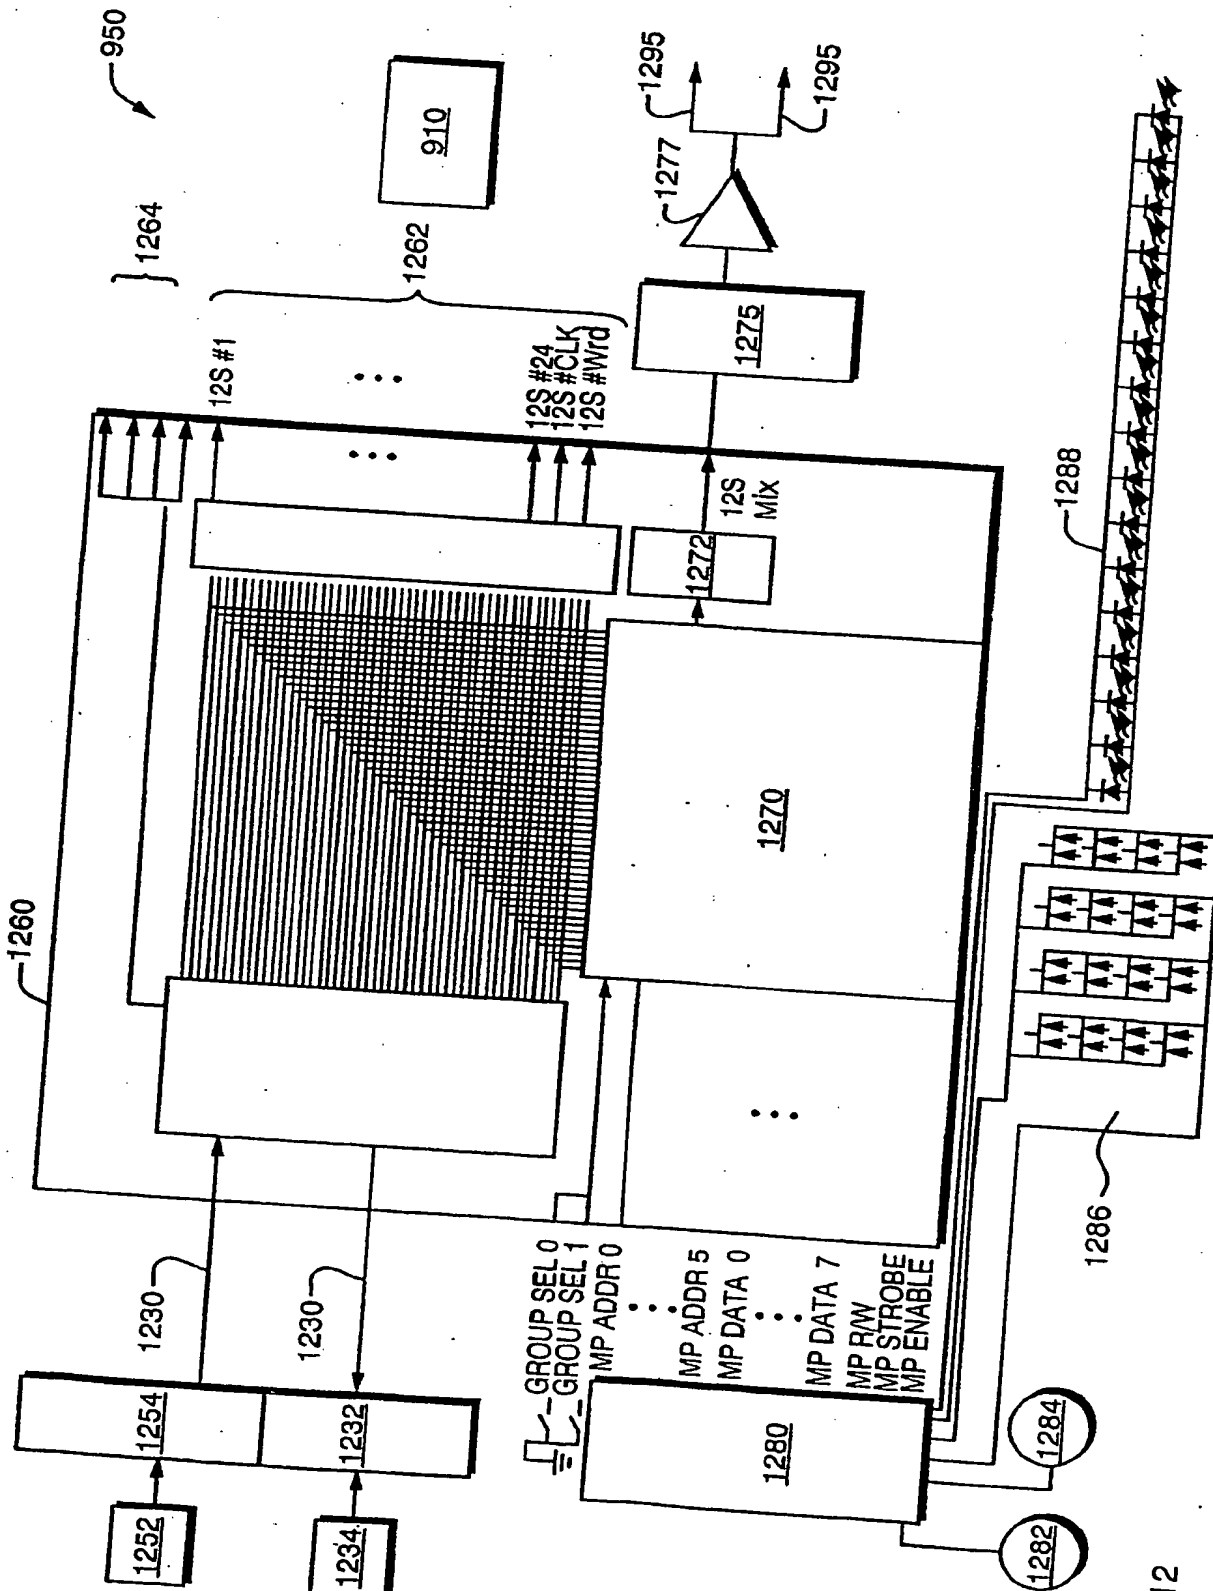 950
910
1264
1262
1295
1295
1277
1275
12S #1
12S #24
12S #CLK
12S #Wrd
12S
Mix
1272
1260
1270
1288
1286
1230
1230
1254
1232
1252
1234
GROUP SEL 0
GROUP SEL 1
MP ADDR 0
MP ADDR 5
MP DATA 0
MP DATA 7
MP R/W
MP STROBE
MP ENABLE
1280
1282
1284
12